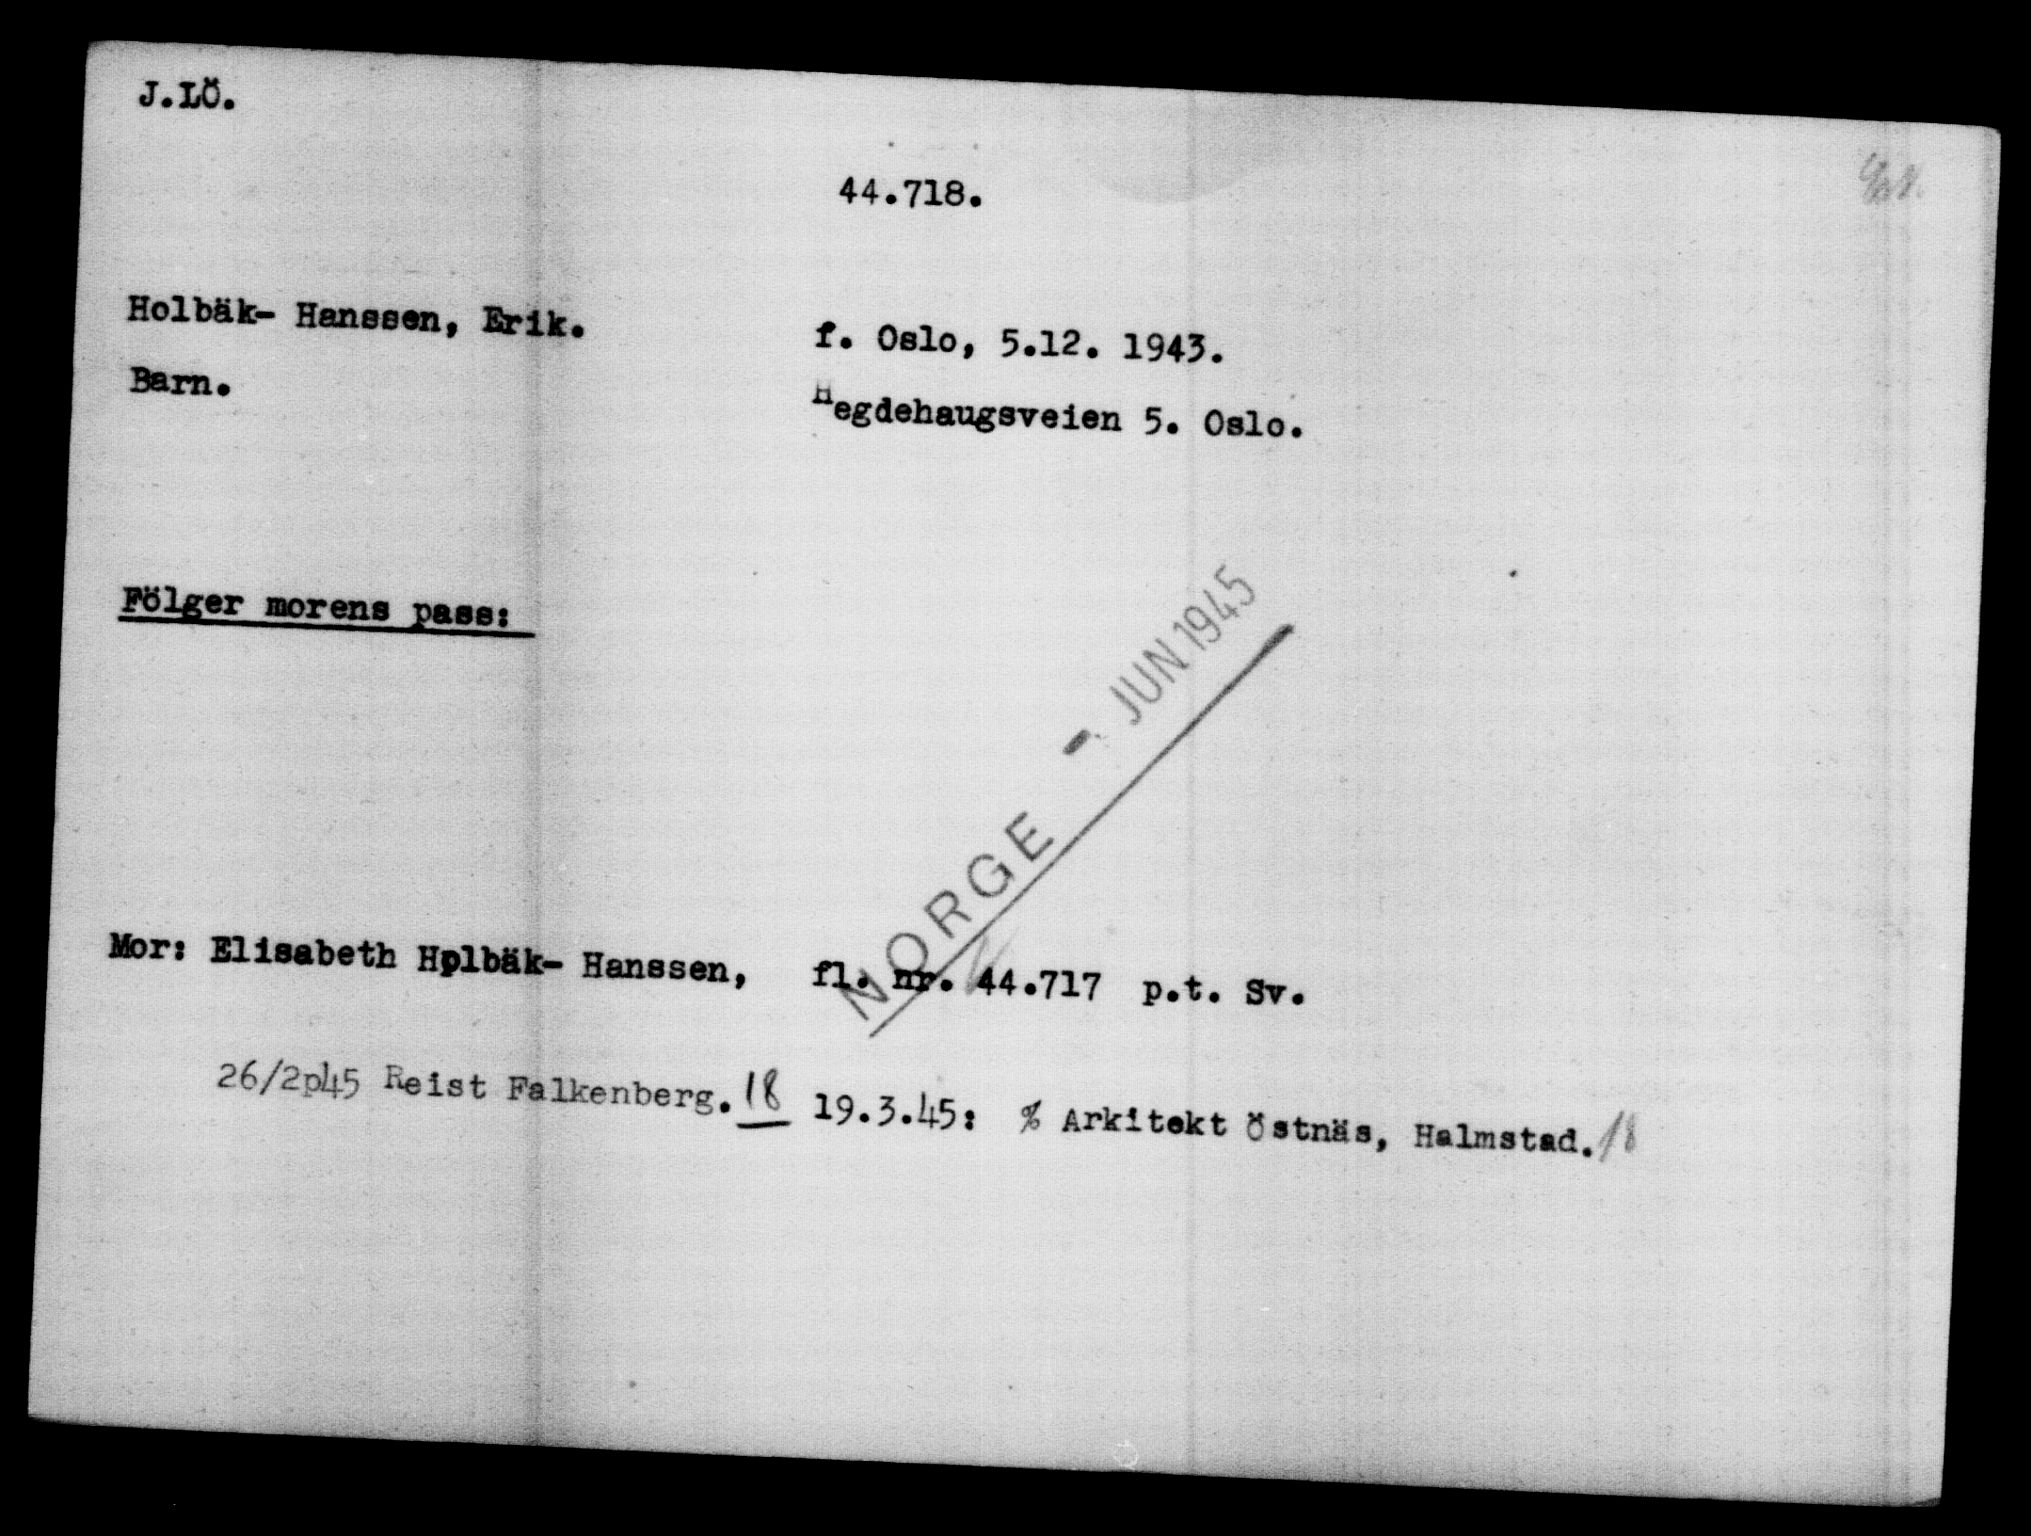 J.LÖ.
44.718.
Holbäk- Hanssen, Erik.
f. Oslo, 5.12. 1943.
Barn.
Hegdehaugsveien 5. Oslo.
Fölger morens pass:
- JUN 1945
NORGE
Mor: Elisabeth Hplbäk- Hanssen, fl. nr. 44.717 p.t. Sv.
26/2p45 Reist Falkenberg. 18 19.3.45: % Arkitekt Östnäs, Halmstad. 18